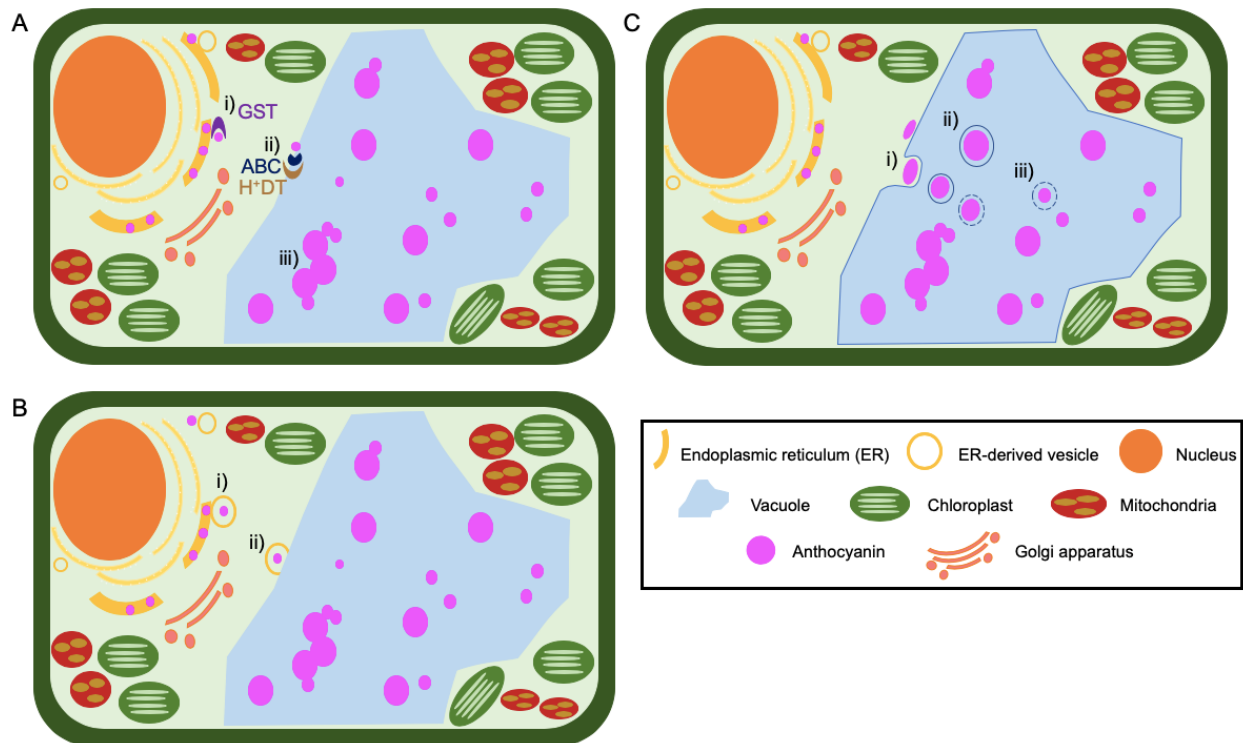 A
i) GST
ii)
ABC
H⁺DT
iii)
C
ii)
i)
iii)
B
i)
ii)
Endoplasmic reticulum (ER)
ER-derived vesicle
Nucleus
Vacuole
Chloroplast
Mitochondria
Anthocyanin
Golgi apparatus